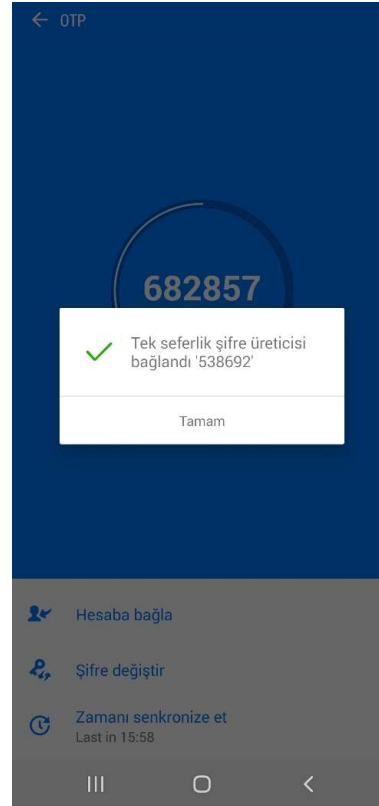 OTP
682857
Tek seferlik şifre üreticisi
bağlandı '538692'
Tamam
Hesaba bağla
Şifre değiştir
Zamanı senkronize et
Last in 15:58